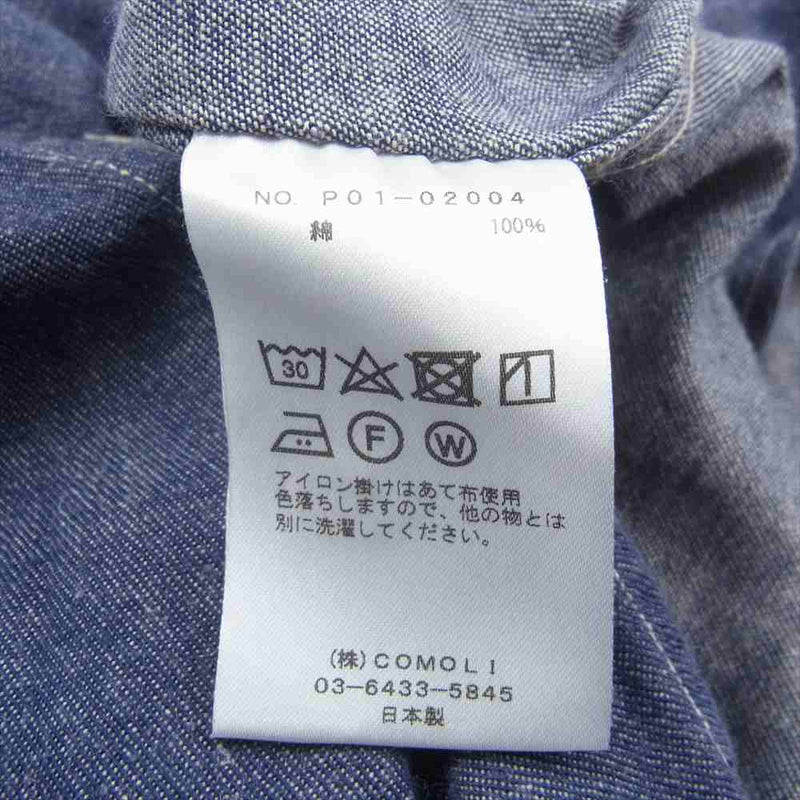 NO. P01-02004
綿 100%
30
F W
アイロン掛けはあて布使用
色落ちしますので、他の物とは
別に洗濯してください。
(株)COMOLI
03-6433-5845
日本製